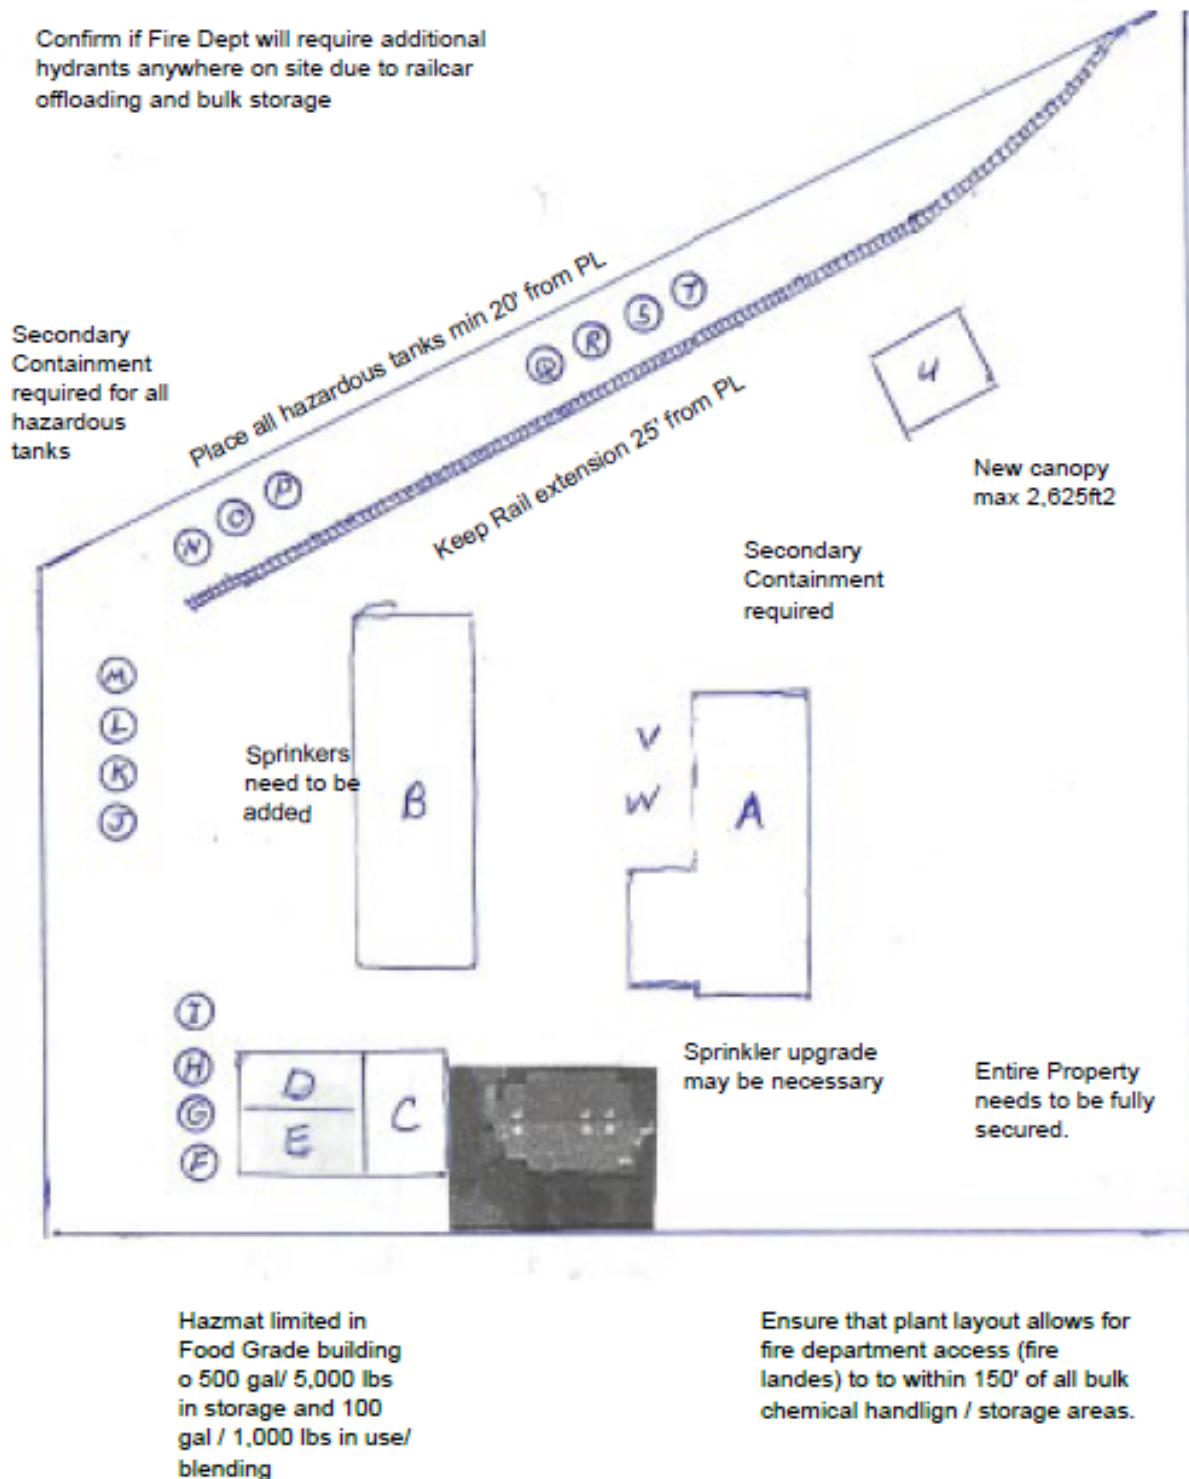 Confirm if Fire Dept will require additional
hydrants anywhere on site due to railcar
offloading and bulk storage
Place all hazardous tanks min 20' from PL
Q R S T
Secondary
Containment
required for all
hazardous
tanks
4
Keep Rail extension 25' from PL
New canopy
max 2,625ft2
N O P
Secondary
Containment
required
M
L
K
J
Sprinkers
need to be
added
B
V
W
A
I
H
G
F
D
E
C
Sprinkler upgrade
may be necessary
Entire Property
needs to be fully
secured.
Hazmat limited in
Food Grade building
o 500 gal/ 5,000 lbs
in storage and 100
gal / 1,000 lbs in use/
blending
Ensure that plant layout allows for
fire department access (fire
landes) to to within 150' of all bulk
chemical handlign / storage areas.